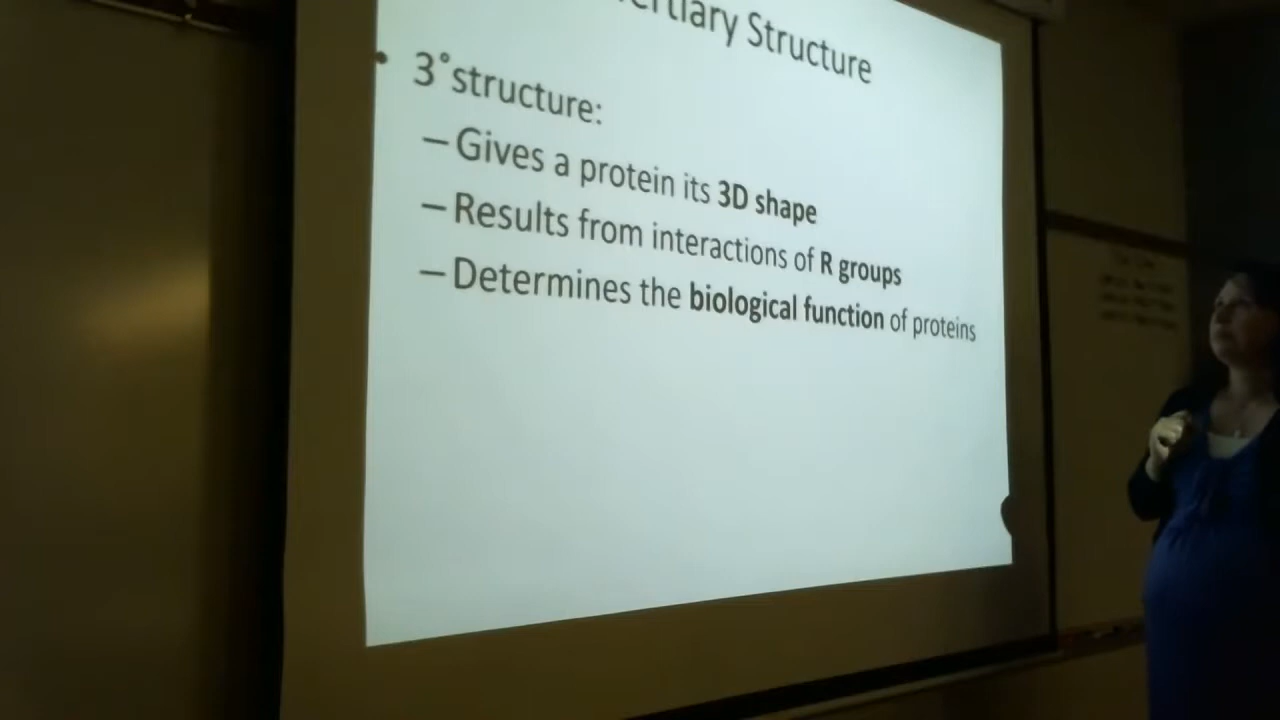 Structure
• 3°structure:
– Gives a protein its 3D shape
– Results from interactions of R groups
– Determines the biological function of proteins